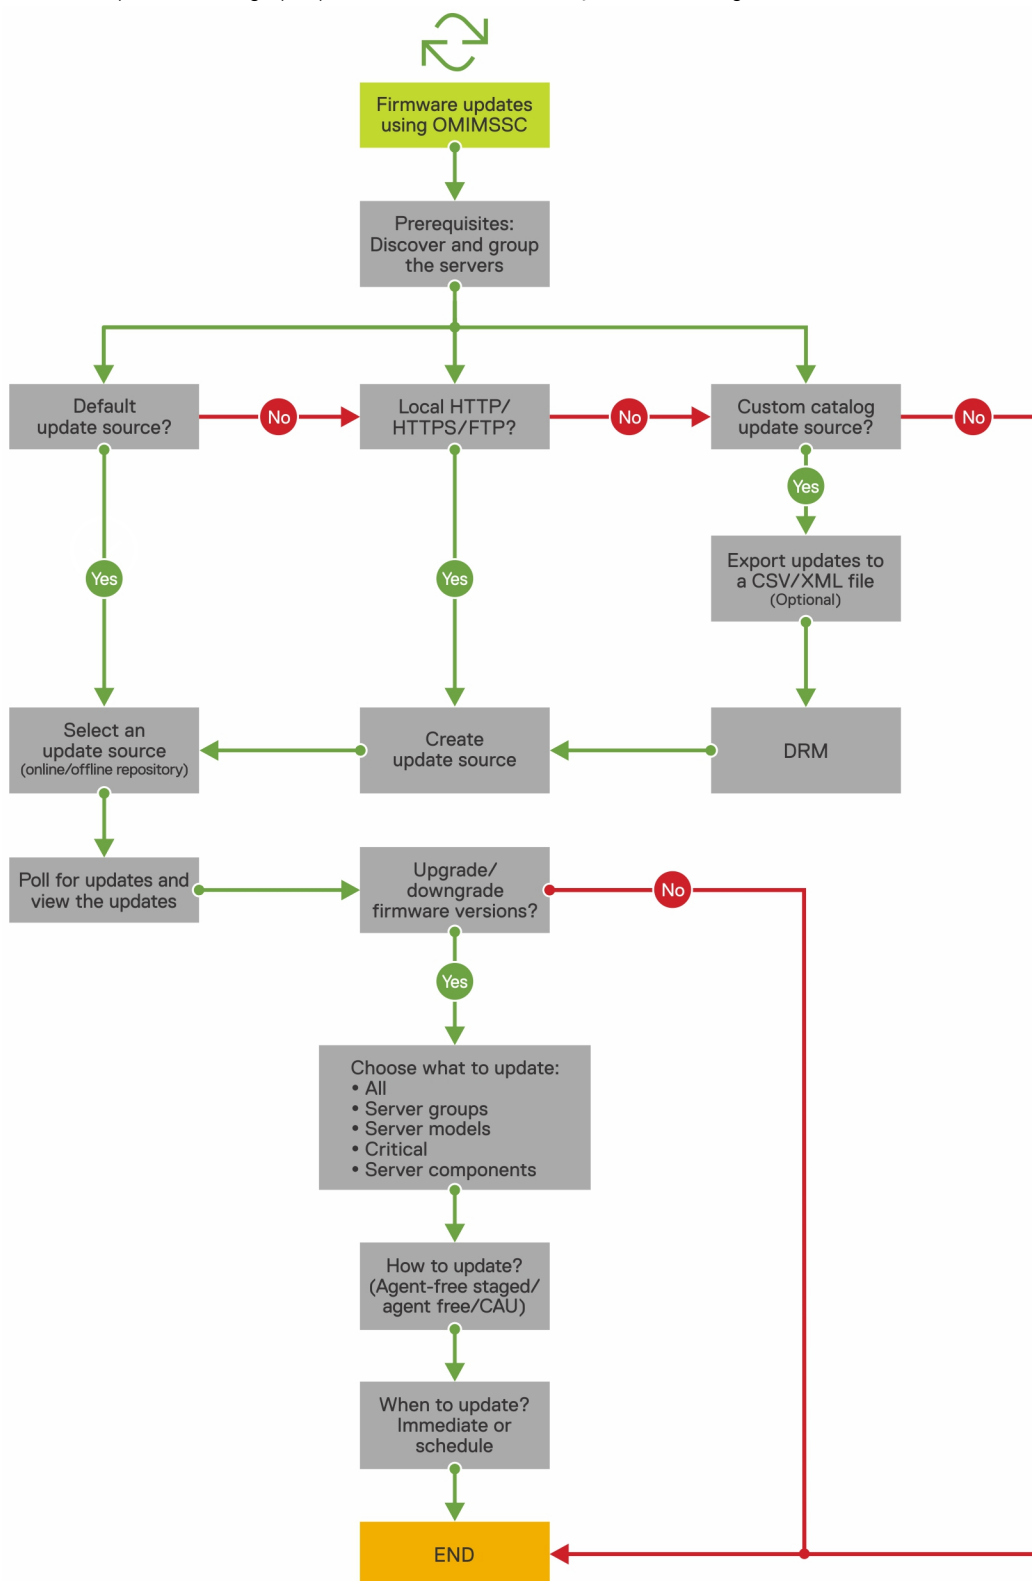 Firmware updates
using OMIMSSC
Prerequisites:
Discover and group
the servers
Default
update source?
No
Local HTTP/
HTTPS/FTP?
No
Custom catalog
update source?
No
Yes
Yes
Yes
Export updates to
a CSV/XML file
(Optional)
Select an
update source
(online/offline repository)
Create
update source
DRM
Poll for updates and
view the updates
Upgrade/
downgrade
firmware versions?
No
Yes
Choose what to update:
• All
• Server groups
• Server models
• Critical
• Server components
How to update?
(Agent-free staged/
agent free/CAU)
When to update?
Immediate or
schedule
END